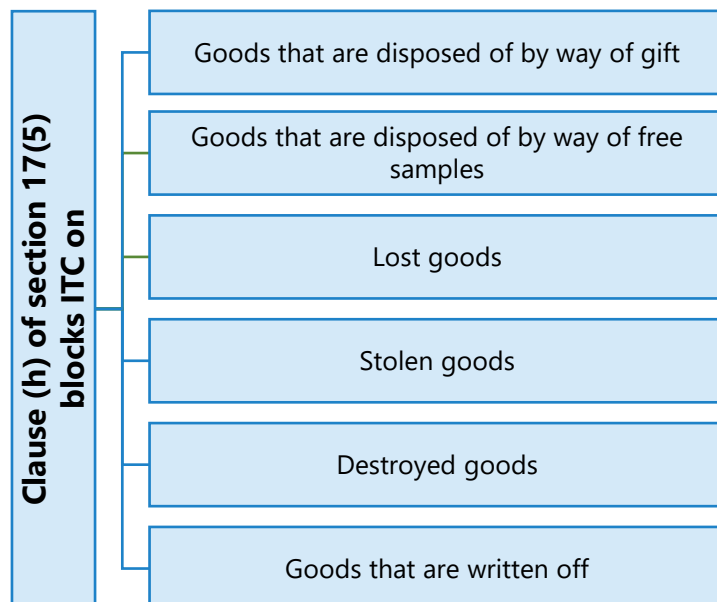 Clause (h) of section 17(5)
blocks ITC on
Goods that are disposed of by way of gift
Goods that are disposed of by way of free
samples
Lost goods
Stolen goods
Destroyed goods
Goods that are written off